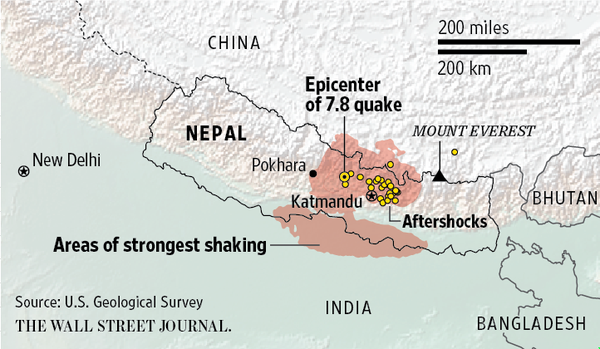 200 miles
200 km
CHINA
Epicenter
of 7.8 quake
NEPAL
MOUNT EVEREST
New Delhi
Pokhara
Katmandu
BHUTAN
Aftershocks
Areas of strongest shaking
Source: U.S. Geological Survey
THE WALL STREET JOURNAL.
INDIA
BANGLADESH